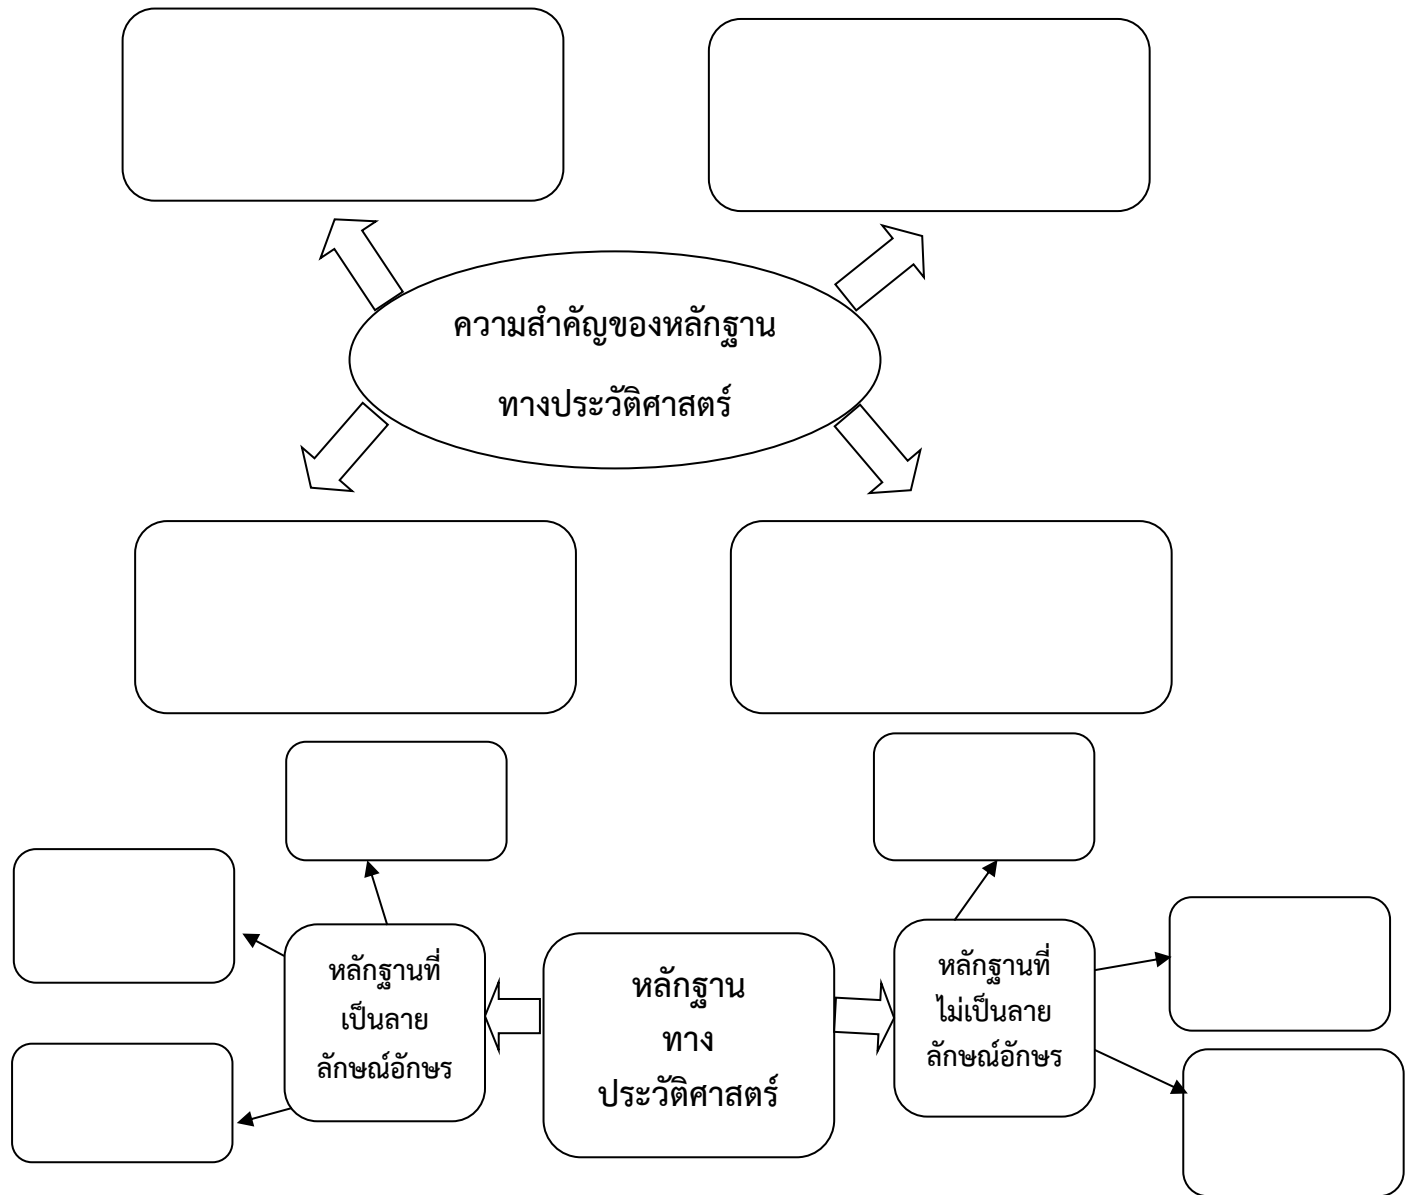 ความสำคัญของหลักฐาน
ทางประวัติศาสตร์
หลักฐานที่
เป็นลาย
ลักษณ์อักษร
หลักฐาน
ทาง
ประวัติศาสตร์
หลักฐานที่
ไม่เป็นลาย
ลักษณ์อักษร